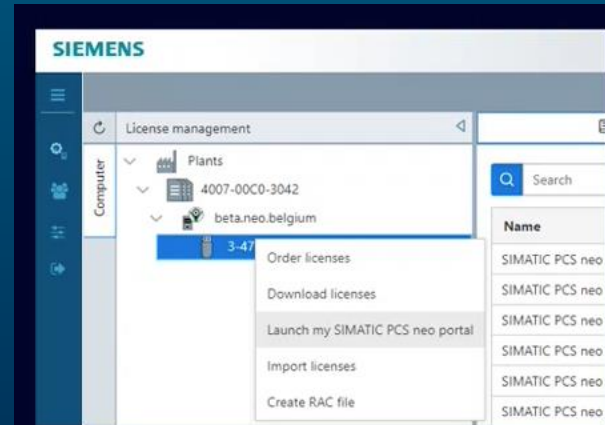 SIEMENS
License management
Computer
Plants
4007-00C0-3042
beta.neo.belgium
3-47
Order licenses
Download licenses
Launch my SIMATIC PCS neo portal
Import licenses
Create RAC file
Search
Name
SIMATIC PCS neo
SIMATIC PCS neo
SIMATIC PCS neo
SIMATIC PCS neo
SIMATIC PCS neo
SIMATIC PCS neo